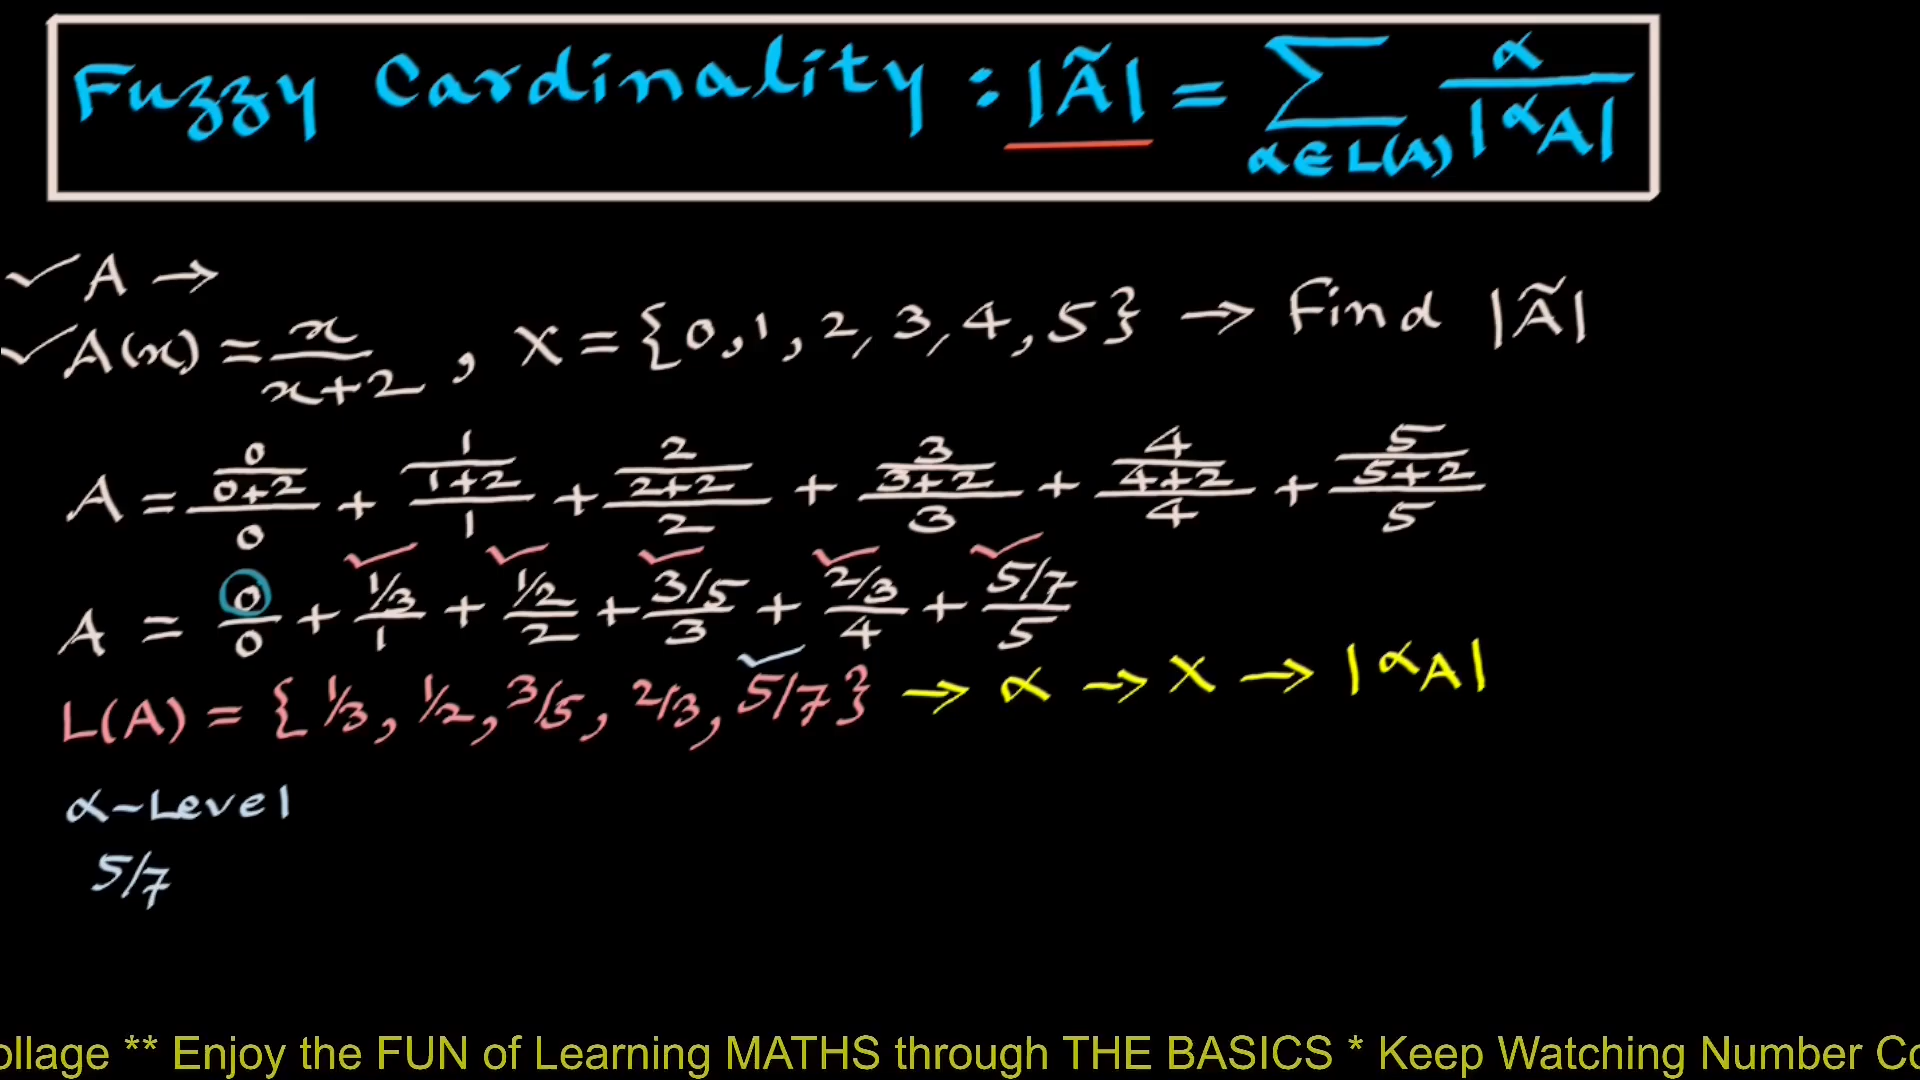 Fuzzy Cardinality : |Ã| = ∑ α∈L(A) α/|αA|
✓ A →
✓ A(x) = x/(x+2) , X = {0, 1, 2, 3, 4, 5} → Find |Ã|
A = (0/(0+2))/0 + (1/(1+2))/1 + (2/(2+2))/2 + (3/(3+2))/3 + (4/(4+2))/4 + (5/(5+2))/5
A = 0/0 + (1/3)/1 + (1/2)/2 + (3/5)/3 + (2/3)/4 + (5/7)/5
L(A) = {1/3, 1/2, 3/5, 2/3, 5/7} → α → X → |αA|
α-Level
5/7
ollage ** Enjoy the FUN of Learning MATHS through THE BASICS * Keep Watching Number Co